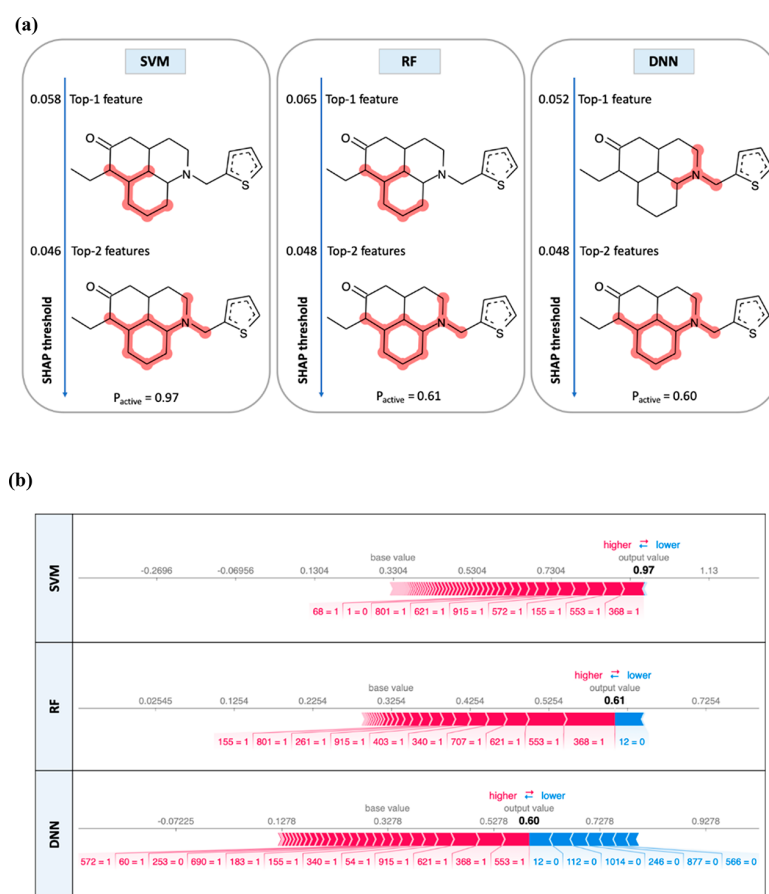 (a)
SVM
RF
DNN
0.058 Top-1 feature
0.065 Top-1 feature
0.052 Top-1 feature
O
N
S
O
N
S
O
N
S
0.046 Top-2 features
0.048 Top-2 features
0.048 Top-2 features
O
N
S
O
N
S
O
N
S
SHAP threshold
SHAP threshold
SHAP threshold
Pactive = 0.97
Pactive = 0.61
Pactive = 0.60
(b)
SVM
higher ⇄ lower
base value output value
-0.2696 -0.06956 0.1304 0.3304 0.5304 0.7304 0.97 1.13
68 = 1 1 = 0 801 = 1 621 = 1 915 = 1 572 = 1 155 = 1 553 = 1 368 = 1
RF
higher ⇄ lower
base value output value
0.02545 0.1254 0.2254 0.3254 0.4254 0.5254 0.61 0.7254
155 = 1 801 = 1 261 = 1 915 = 1 403 = 1 340 = 1 707 = 1 621 = 1 553 = 1 368 = 1 12 = 0
DNN
higher ⇄ lower
base value output value
-0.07225 0.1278 0.3278 0.5278 0.60 0.7278 0.9278
572 = 1 60 = 1 253 = 0 690 = 1 183 = 1 155 = 1 340 = 1 54 = 1 915 = 1 621 = 1 368 = 1 553 = 1 12 = 0 112 = 0 1014 = 0 246 = 0 877 = 0 566 = 0